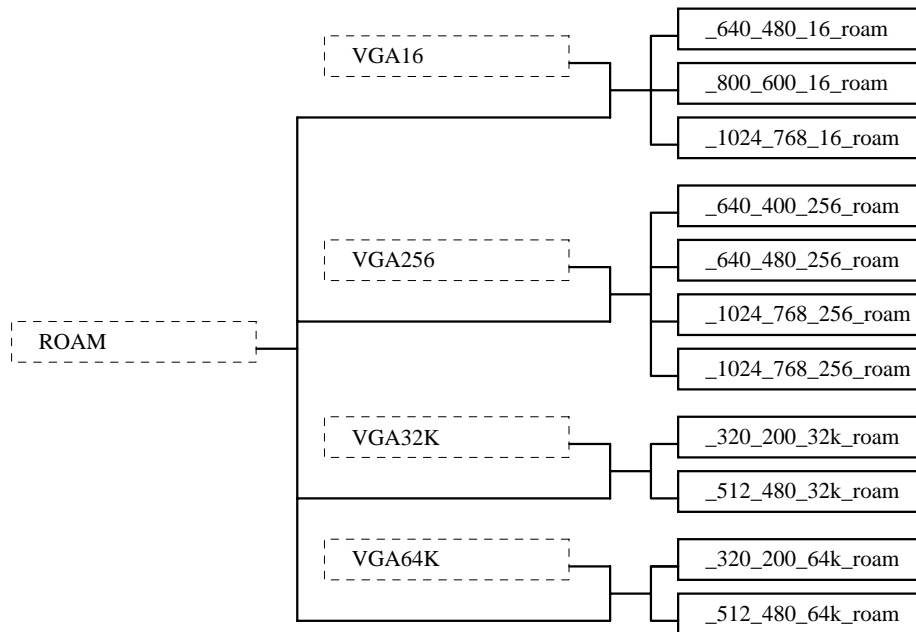 _640_480_16_roam
VGA16
_800_600_16_roam
_1024_768_16_roam
_640_400_256_roam
VGA256
_640_480_256_roam
_1024_768_256_roam
ROAM
_1024_768_256_roam
VGA32K
_320_200_32k_roam
_512_480_32k_roam
VGA64K
_320_200_64k_roam
_512_480_64k_roam